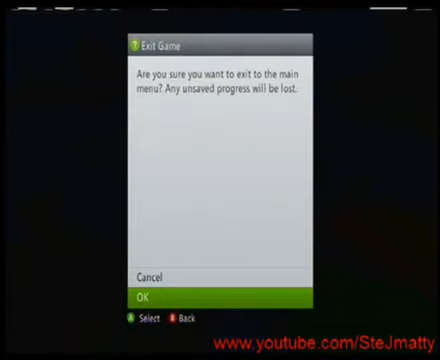 Exit Game
Are you sure you want to exit to the main
menu? Any unsaved progress will be lost.
Cancel
OK
A Select B Back
www.youtube.com/SteJmatty